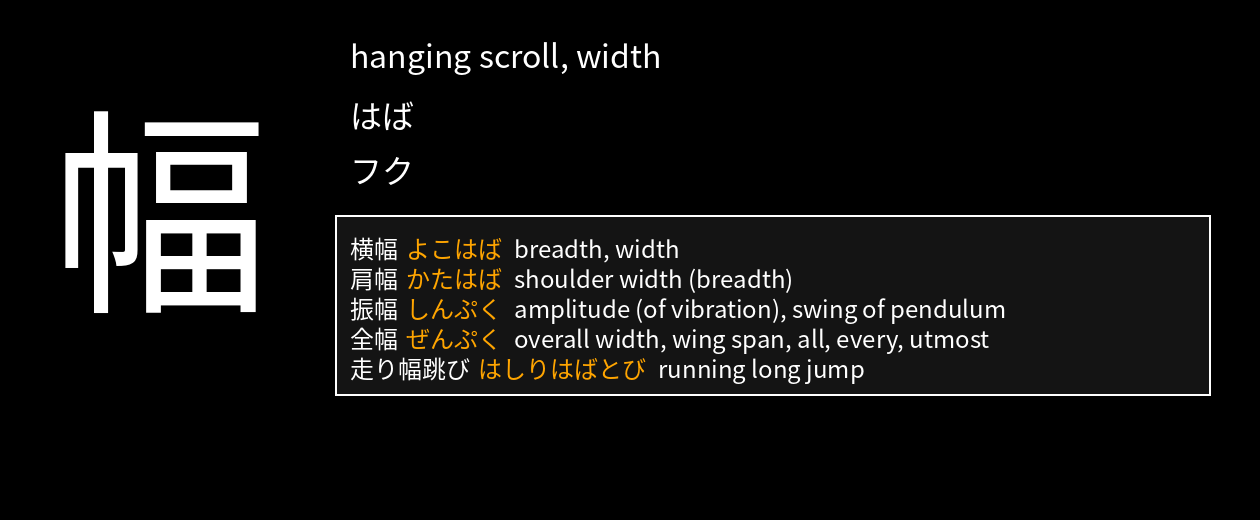 幅
hanging scroll, width
はば
フク
横幅 よこはば breadth, width
肩幅 かたはば shoulder width (breadth)
振幅 しんぷく amplitude (of vibration), swing of pendulum
全幅 ぜんぷく overall width, wing span, all, every, utmost
走り幅跳び はしりはばとび running long jump